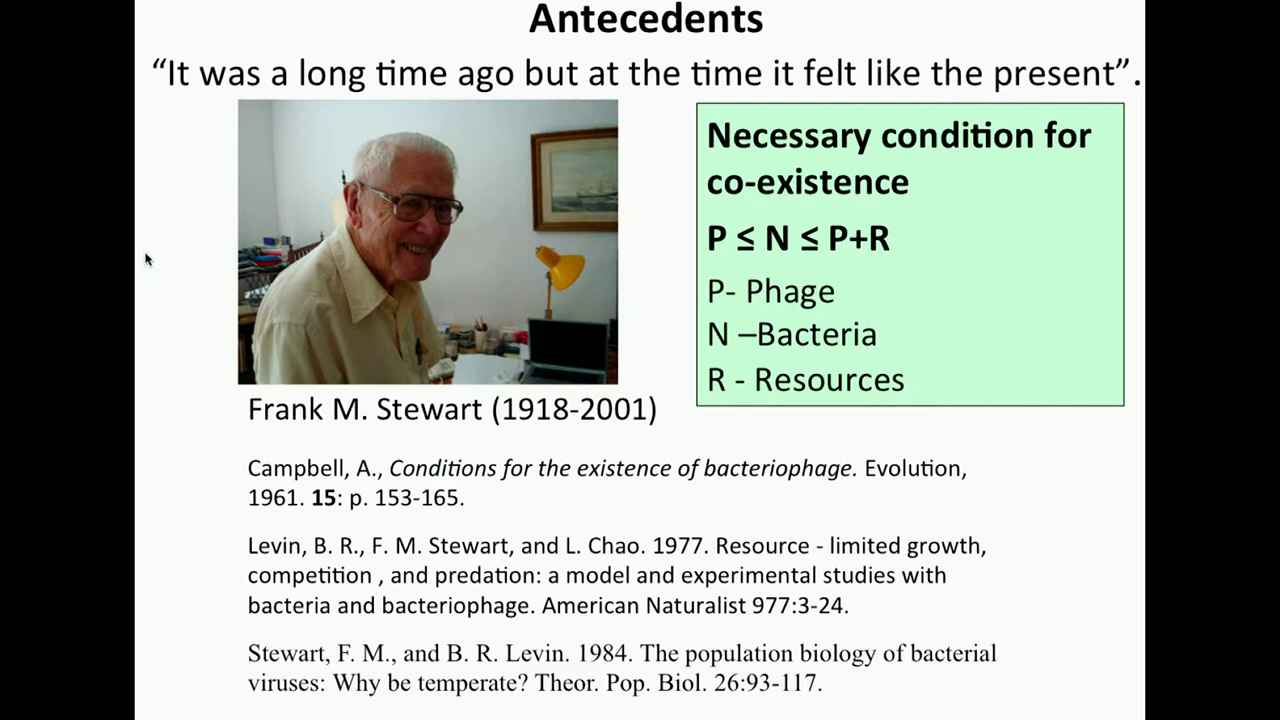 Antecedents
“It was a long time ago but at the time it felt like the present”.
Necessary condition for
co-existence
P ≤ N ≤ P+R
P- Phage
N –Bacteria
R - Resources
Frank M. Stewart (1918-2001)
Campbell, A., Conditions for the existence of bacteriophage. Evolution,
1961. 15: p. 153-165.
Levin, B. R., F. M. Stewart, and L. Chao. 1977. Resource - limited growth,
competition , and predation: a model and experimental studies with
bacteria and bacteriophage. American Naturalist 977:3-24.
Stewart, F. M., and B. R. Levin. 1984. The population biology of bacterial
viruses: Why be temperate? Theor. Pop. Biol. 26:93-117.